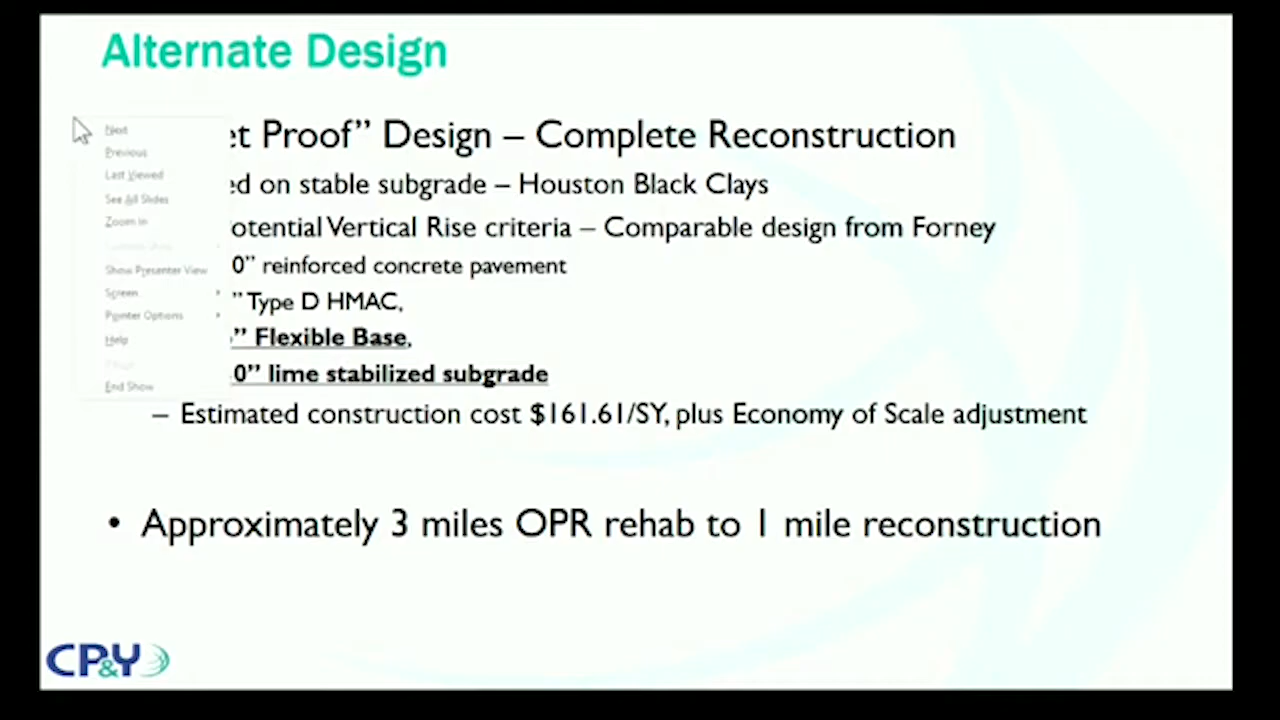 Alternate Design
et Proof” Design – Complete Reconstruction
ed on stable subgrade – Houston Black Clays
otential Vertical Rise criteria – Comparable design from Forney
0” reinforced concrete pavement
” Type D HMAC,
” Flexible Base,
0” lime stabilized subgrade
– Estimated construction cost $161.61/SY, plus Economy of Scale adjustment
• Approximately 3 miles OPR rehab to 1 mile reconstruction
Next
Previous
Last Viewed
See All Slides
Zoom In
Show Presenter View
Screen
Pointer Options
Help
End Show
CP&Y